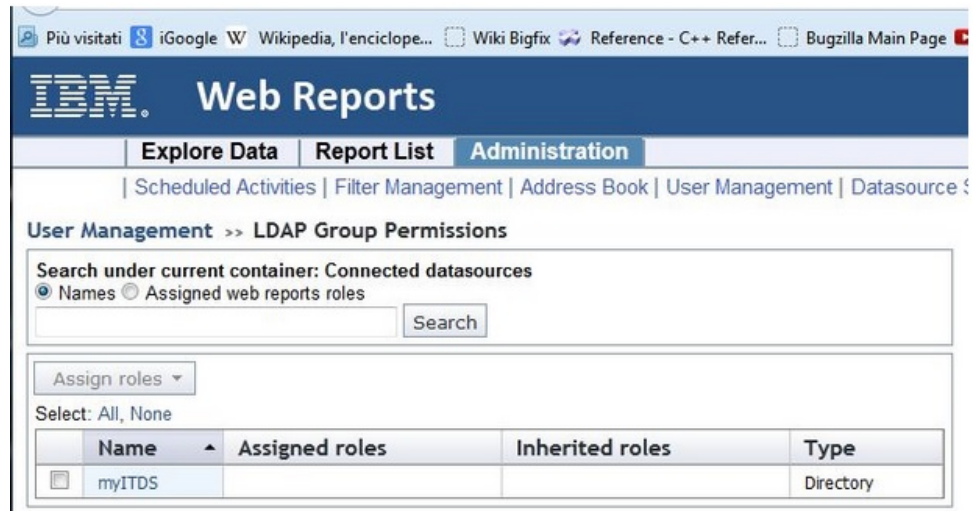 Più visitati iGoogle W Wikipedia, l'enciclope... Wiki Bigfix Reference - C++ Refer... Bugzilla Main Page
IBM. Web Reports
Explore Data | Report List Administration
| Scheduled Activities | Filter Management | Address Book | User Management | Datasource S
User Management >> LDAP Group Permissions
Search under current container: Connected datasources
Names Assigned web reports roles
Search
Assign roles
Select: All, None
Name Assigned roles Inherited roles Type
myITDS Directory